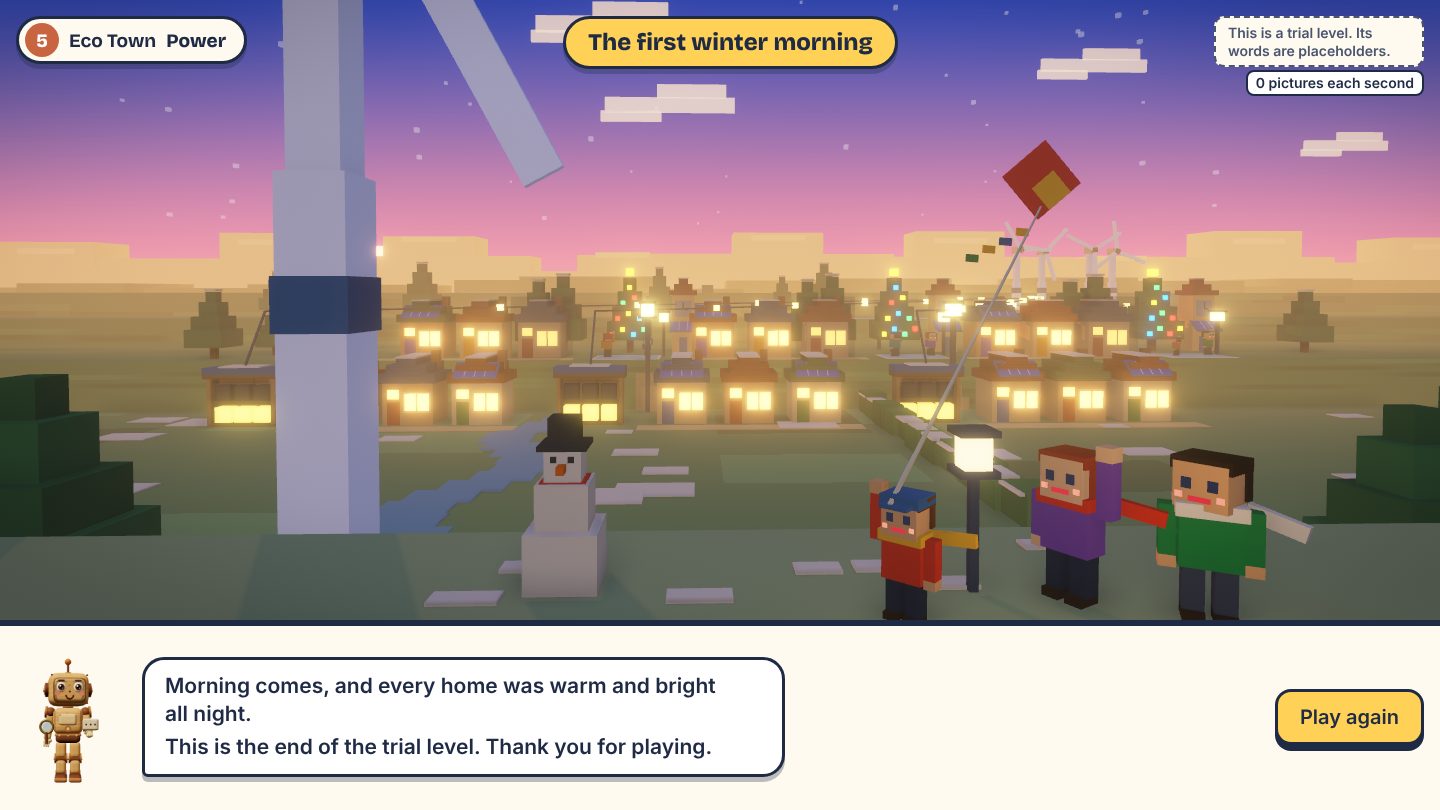 5 Eco Town Power
The first winter morning
This is a trial level. Its
words are placeholders.
0 pictures each second
Morning comes, and every home was warm and bright
all night.
This is the end of the trial level. Thank you for playing.
Play again